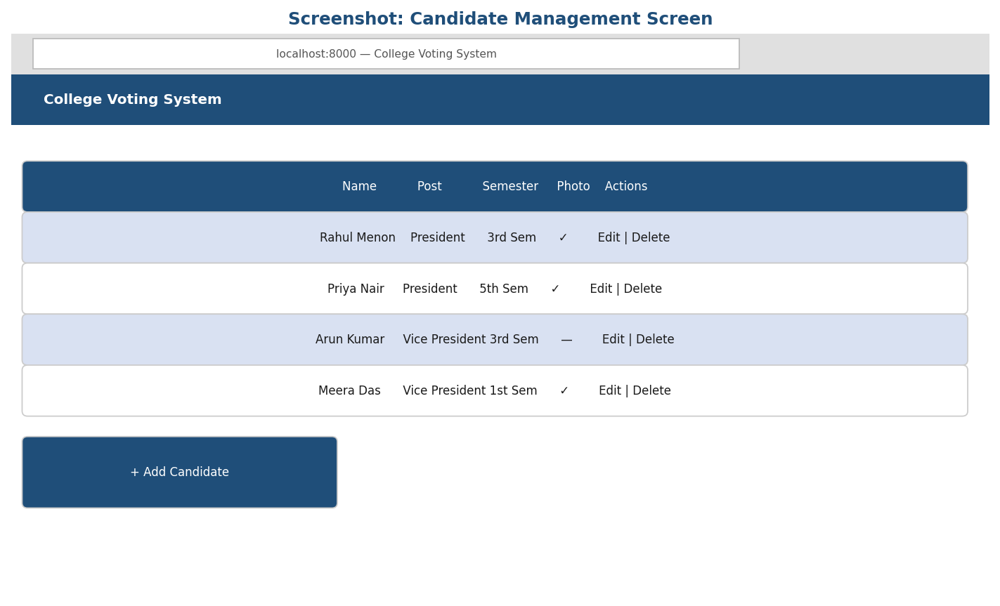 Screenshot: Candidate Management Screen
localhost:8000 — College Voting System
College Voting System
Name Post Semester Photo Actions
Rahul Menon President 3rd Sem ✓ Edit | Delete
Priya Nair President 5th Sem ✓ Edit | Delete
Arun Kumar Vice President 3rd Sem — Edit | Delete
Meera Das Vice President 1st Sem ✓ Edit | Delete
+ Add Candidate